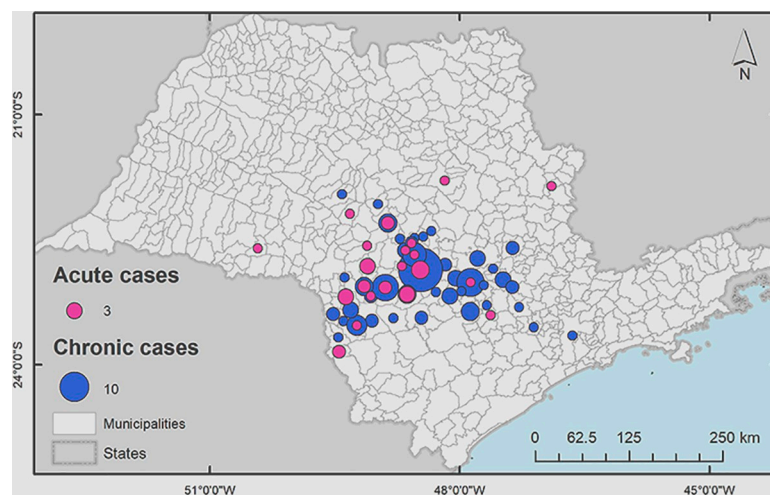 N
21°0'0"S
24°0'0"S
Acute cases
3
Chronic cases
10
Municipalities
States
0 62.5 125 250 km
51°0'0"W 48°0'0"W 45°0'0"W